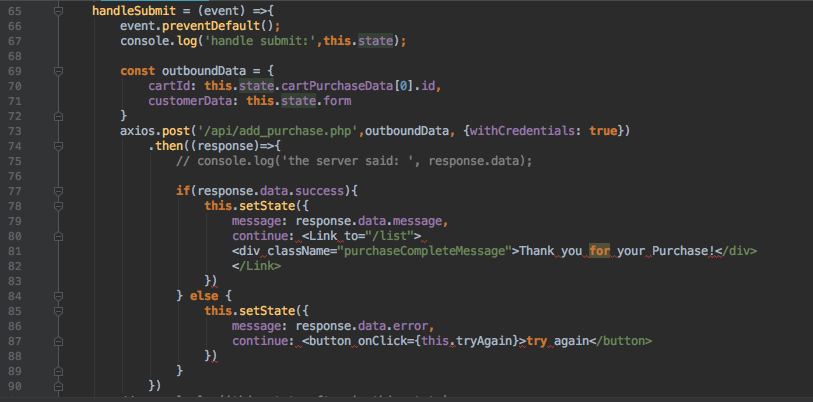 65 handleSubmit = (event) =>{
66 event.preventDefault();
67 console.log('handle submit:',this.state);
68
69 const outboundData = {
70 cartId: this.state.cartPurchaseData[0].id,
71 customerData: this.state.form
72 }
73 axios.post('/api/add_purchase.php',outboundData, {withCredentials: true})
74 .then((response)=>{
75 // console.log('the server said: ', response.data);
76
77 if(response.data.success){
78 this.setState({
79 message: response.data.message,
80 continue: <Link to="/list">
81 <div className="purchaseCompleteMessage">Thank you for your Purchase!</div>
82 </Link>
83 })
84 } else {
85 this.setState({
86 message: response.data.error,
87 continue: <button onClick={this.tryAgain}>try again</button>
88 })
89 }
90 })